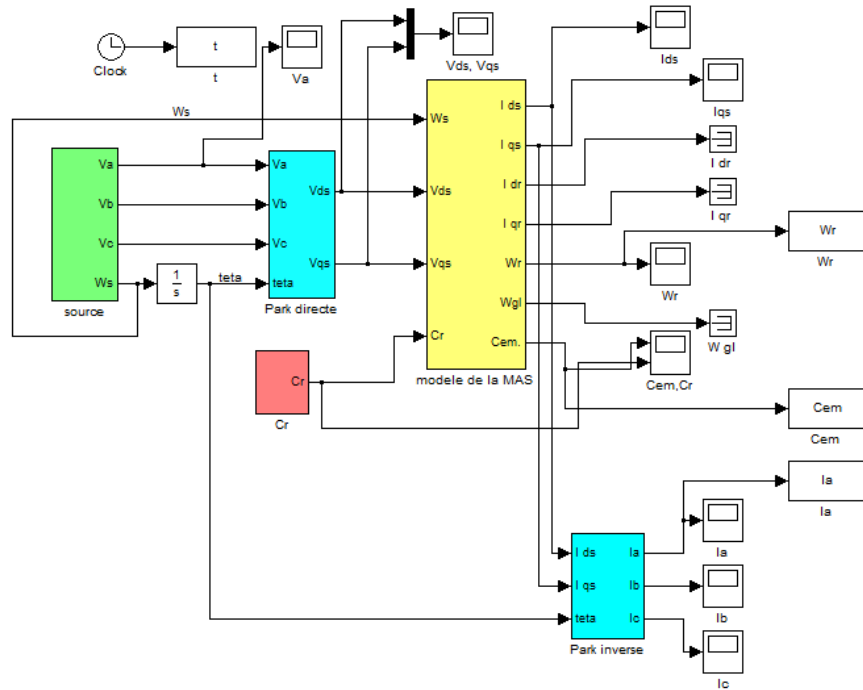 Clock
t
t
Va
Vds, Vqs
Ids
Iqs
I dr
I qr
Wr
Wr
Wr
W gl
Cem,Cr
Cem
Cem
Ia
Ia
Ws
Va
Vb
Vc
Ws
source
1
s
teta
Va
Vb
Vc
teta
Vds
Vqs
Park directe
Ws
Vds
Vqs
Cr
I ds
I qs
I dr
I qr
Wr
Wgl
Cem.
modele de la MAS
Cr
Cr
I ds
I qs
teta
Ia
Ib
Ic
Park inverse
Ia
Ib
Ic